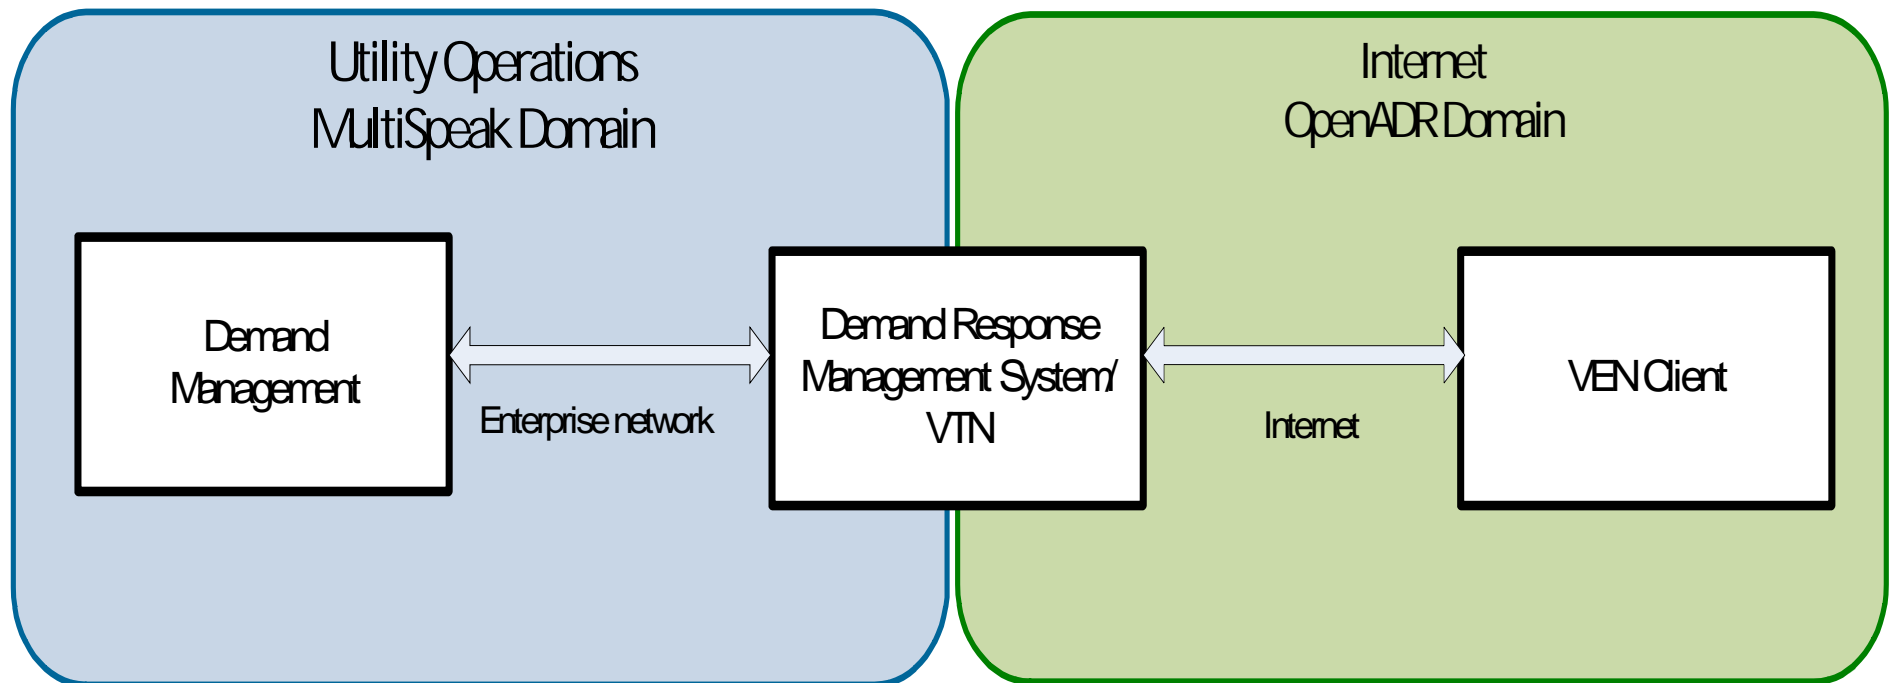 Utility Operations
MultiSpeak Domain
Internet
OpenADR Domain
Demand
Management
Enterprise network
Demand Response
Management System/
VTN
Internet
VEN Client